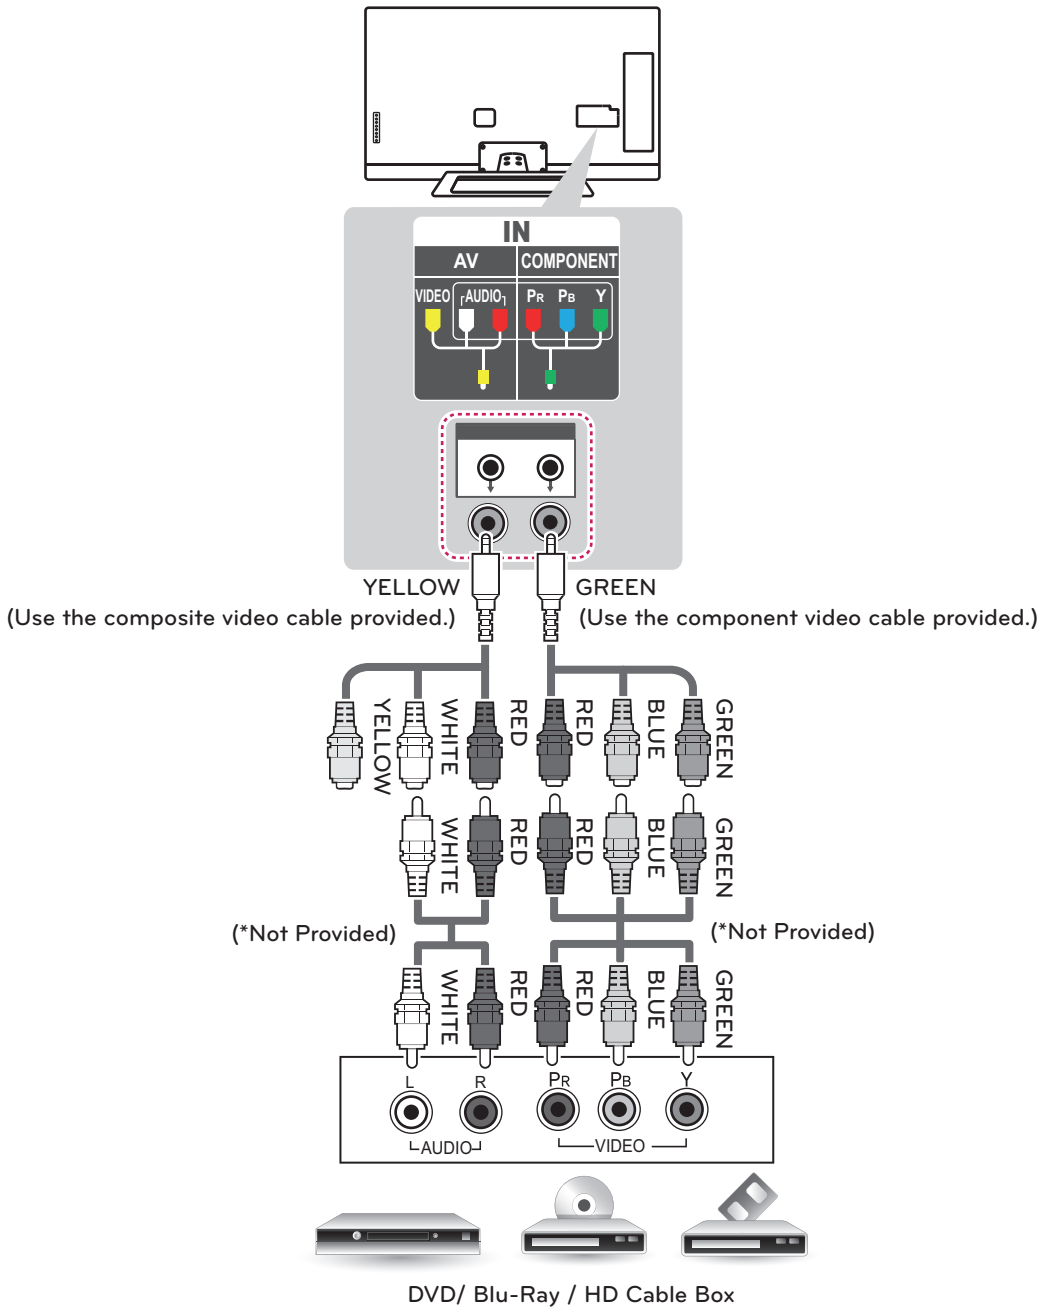 IN
AV COMPONENT
VIDEO AUDIO PR PB Y
YELLOW GREEN
(Use the composite video cable provided.) (Use the component video cable provided.)
YELLOW WHITE RED RED BLUE GREEN
WHITE RED RED BLUE GREEN
(*Not Provided) (*Not Provided)
WHITE RED RED BLUE GREEN
L R PR PB Y
AUDIO VIDEO
DVD/ Blu-Ray / HD Cable Box